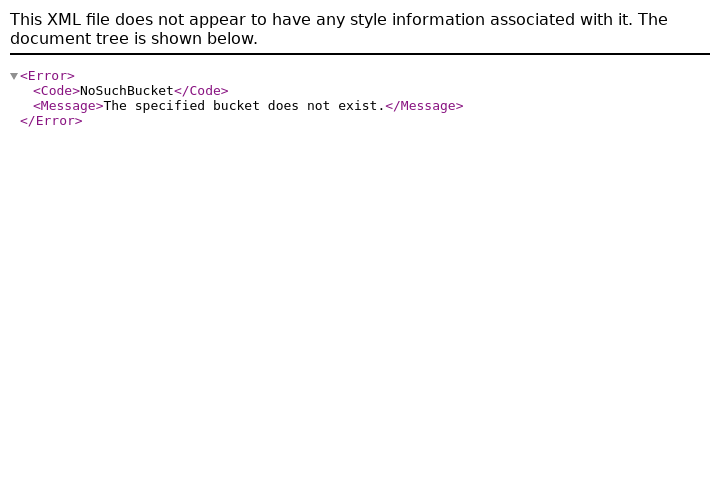 This XML file does not appear to have any style information associated with it. The
document tree is shown below.
<Error>
<Code>NoSuchBucket</Code>
<Message>The specified bucket does not exist.</Message>
</Error>